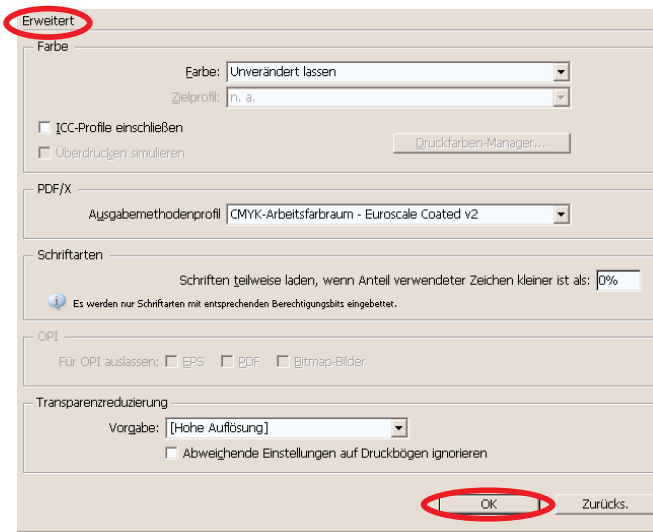 Erweitert
Farbe
Farbe: Unverändert lassen
Zielprofil: n. a.
ICC-Profile einschließen
Überdrucken simulieren
Druckfarben-Manager...
PDF/X
Ausgabemethodenprofil CMYK-Arbeitsfarbraum - Euroscale Coated v2
Schriftarten
Schriften teilweise laden, wenn Anteil verwendeter Zeichen kleiner ist als: 0%
Es werden nur Schriftarten mit entsprechenden Berechtigungsbits eingebettet.
OPI
Für OPI auslassen: EPS PDF Bitmap-Bilder
Transparenzreduzierung
Vorgabe: [Hohe Auflösung]
Abweichende Einstellungen auf Druckbögen ignorieren
OK Zurücks.